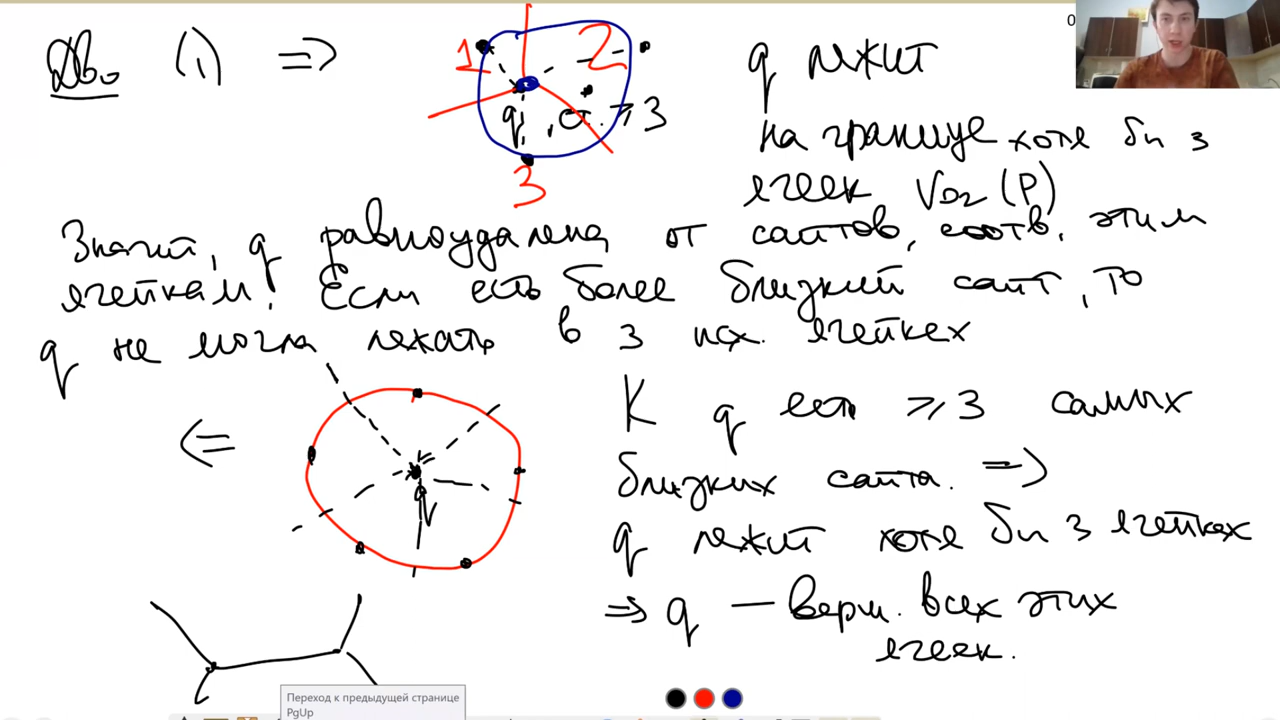 Д-во (1) =>
1 2
q, ст. ⩾ 3
3
q лежит
на границе хотя бы 3
ячеек Vor(P)
Значит, q равноудалена от сайтов, соотв. этим
ячейкам. Если есть более близкий сайт, то
q не могла лежать в 3 исх. ячейках
<=
q
К q есть ⩾ 3 самых
близких сайта. =>
q лежит хотя бы в 3 ячейках
=> q — верш. всех этих
ячеек.
Переход к предыдущей странице
PgUp
0